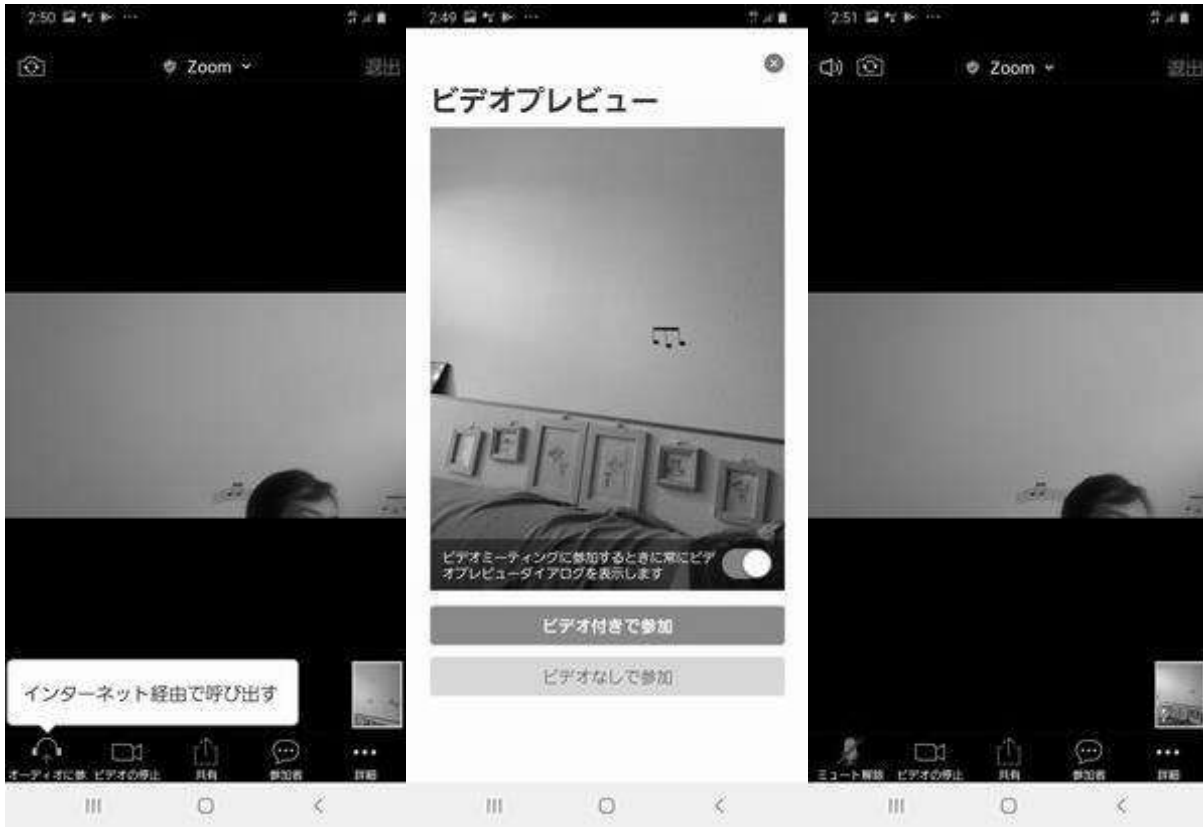 2:50
Zoom
退出
インターネット経由で呼び出す
オーディオに参
ビデオの停止
共有
参加者
詳細
2:49
ビデオプレビュー
ビデオミーティングに参加するときに常にビデ
オプレビューダイアログを表示します
ビデオ付きで参加
ビデオなしで参加
2:51
Zoom
退出
ミュート解除
ビデオの停止
共有
参加者
詳細